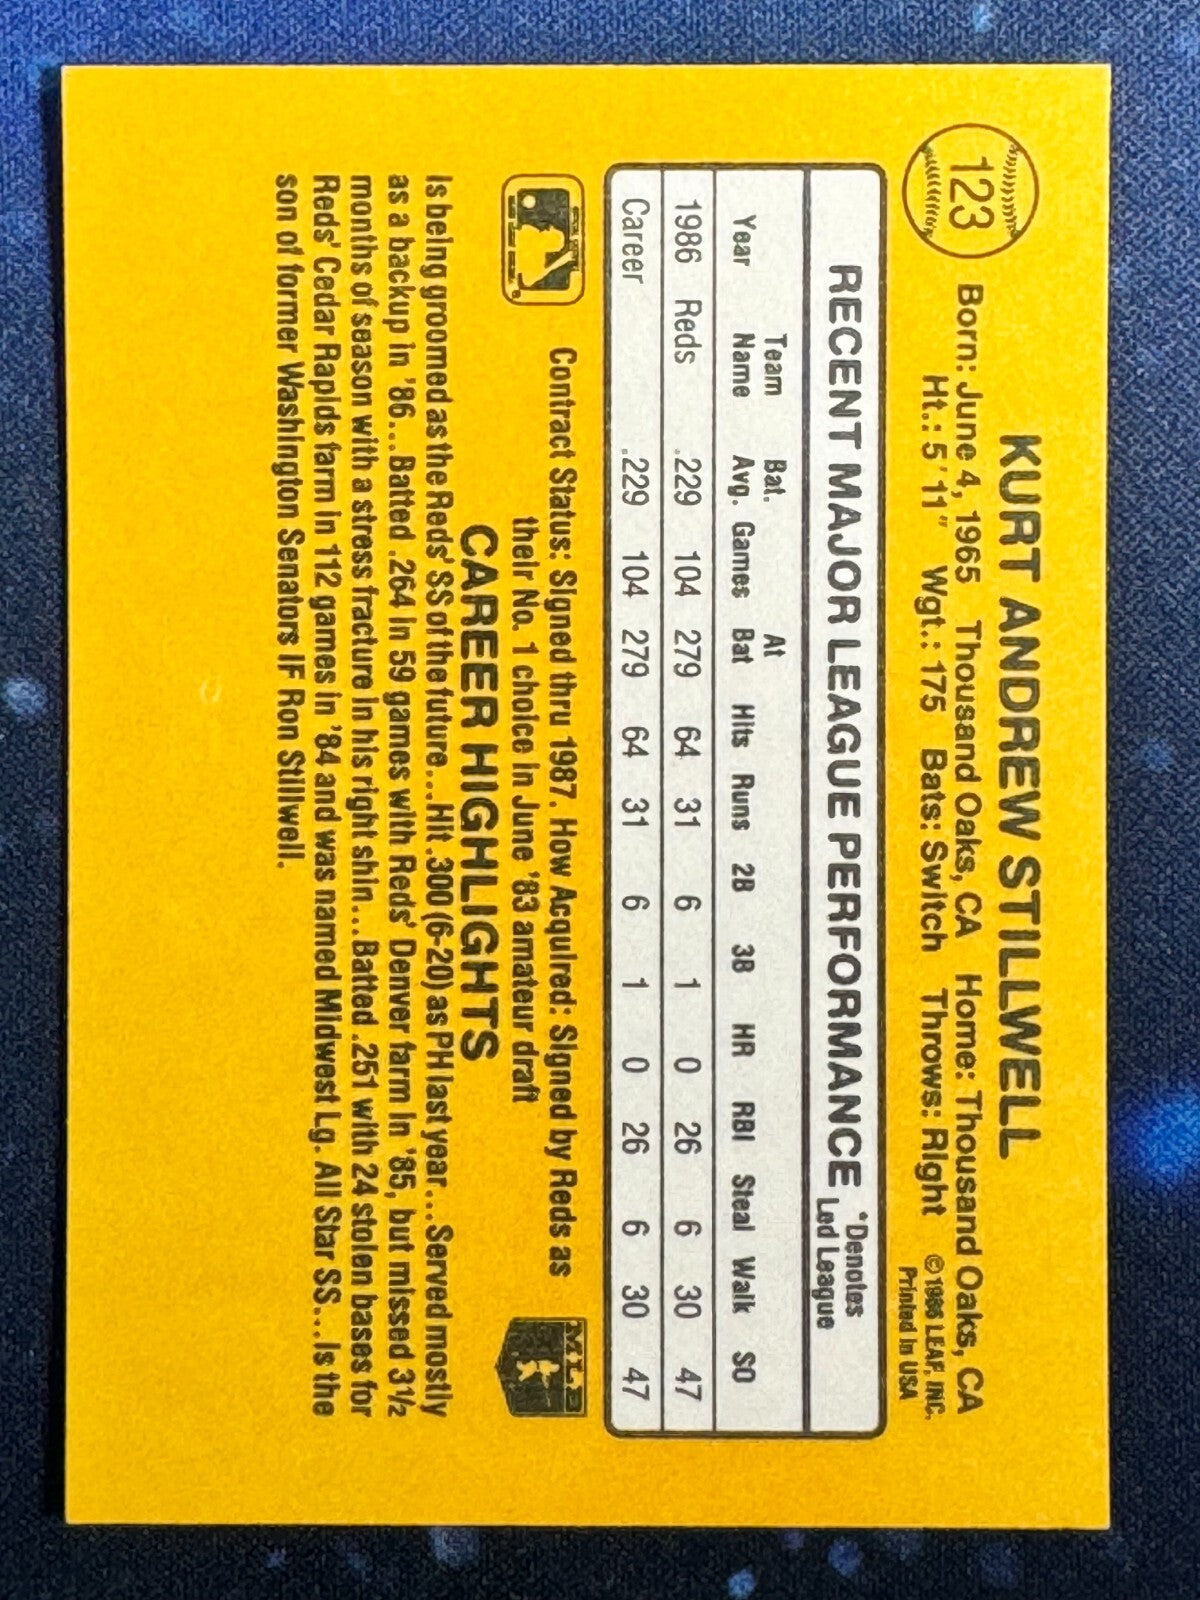 123
KURT ANDREW STILLWELL
Born: June 4, 1965 Thousand Oaks, CA Home: Thousand Oaks, CA
Ht.: 5'11" Wgt.: 175 Bats: Switch Throws: Right
© 1986 LEAF, INC.
Printed in USA
RECENT MAJOR LEAGUE PERFORMANCE
*Denotes
Led League
Team Bat. At
Year Name Avg. Games Bat Hits Runs 2B 3B HR RBI Steal Walk SO
1986 Reds .229 104 279 64 31 6 1 0 26 6 30 47
Career .229 104 279 64 31 6 1 0 26 6 30 47
Contract Status: Signed thru 1987. How Acquired: Signed by Reds as
their No. 1 choice in June '83 amateur draft
MLB
CAREER HIGHLIGHTS
Is being groomed as the Reds' SS of the future...Hit .300 (6-20) as PH last year...Served mostly
as a backup in '86...Batted .264 in 59 games with Reds' Denver farm in '85, but missed 3½
months of season with a stress fracture in his right shin...Batted .251 with 24 stolen bases for
Reds' Cedar Rapids farm in 112 games in '84 and was named Midwest Lg. All Star SS...Is the
son of former Washington Senators IF Ron Stillwell.